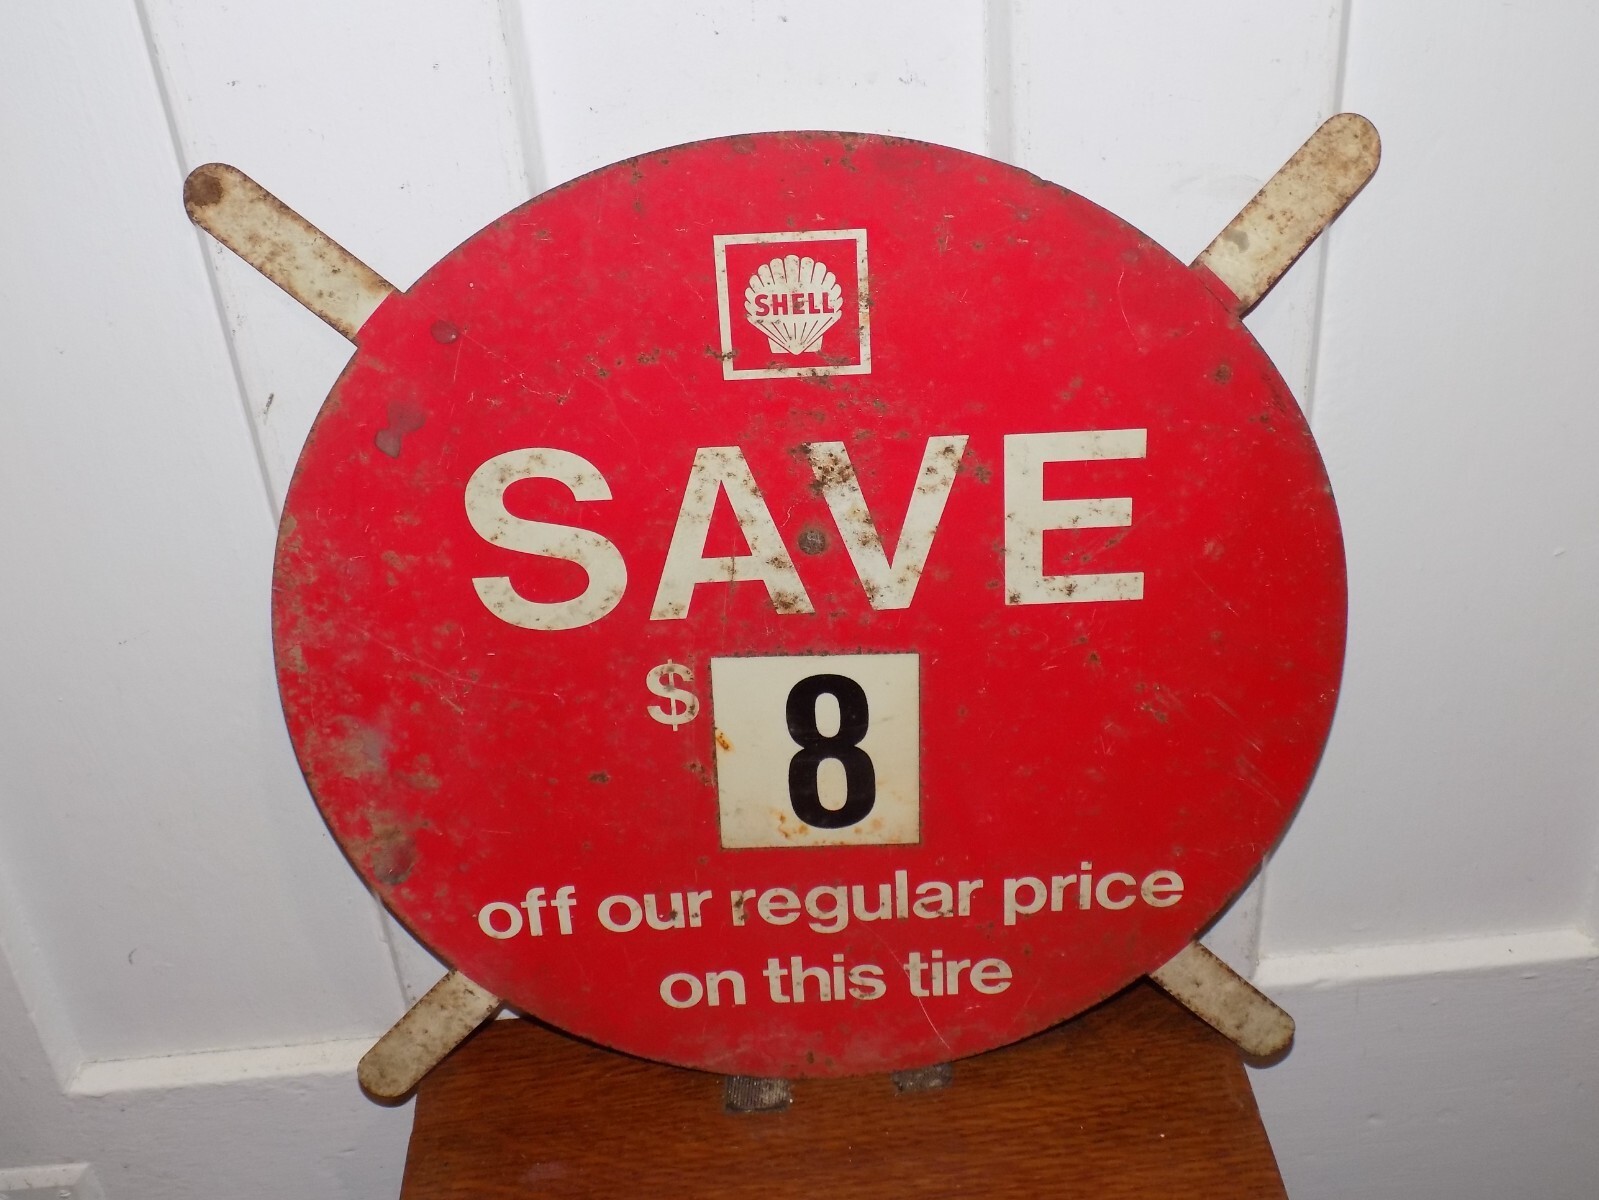 SHELL
SAVE
$ 8
off our regular price
on this tire